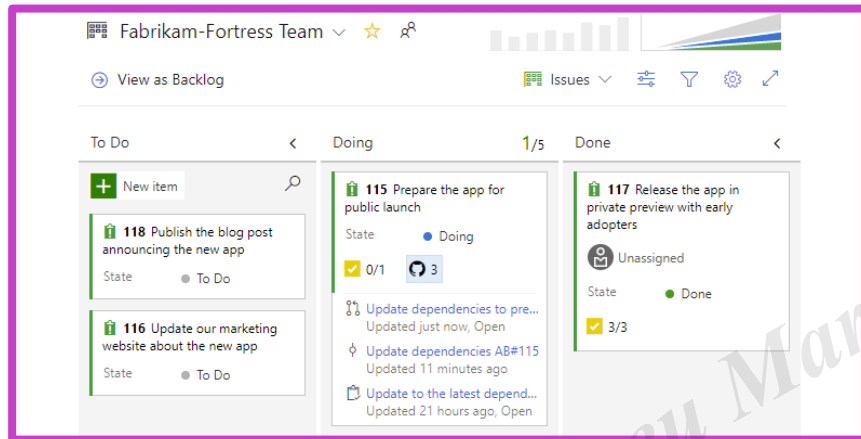 Fabrikam-Fortress Team
View as Backlog
Issues
To Do
New item
118 Publish the blog post
announcing the new app
State To Do
116 Update our marketing
website about the new app
State To Do
Doing 1/5
115 Prepare the app for
public launch
State Doing
0/1 3
Update dependencies to pre...
Updated just now, Open
Update dependencies AB#115
Updated 11 minutes ago
Update to the latest depend...
Updated 21 hours ago, Open
Done
117 Release the app in
private preview with early
adopters
Unassigned
State Done
3/3